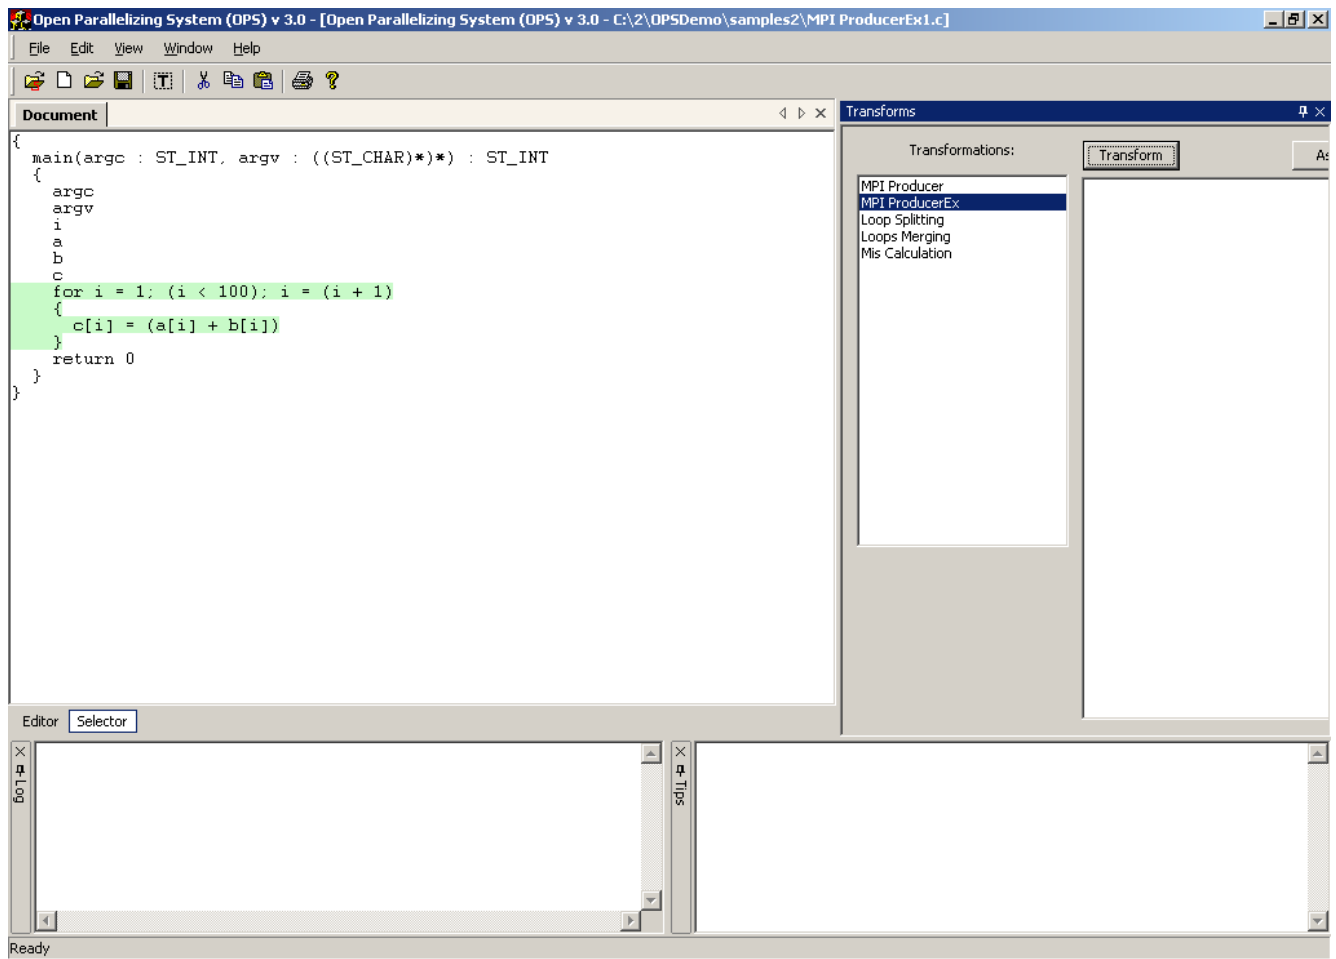 Open Parallelizing System (OPS) v 3.0 - [Open Parallelizing System (OPS) v 3.0 - C:\2\OPSDemo\samples2\MPI ProducerEx1.c]
File Edit View Window Help
Document
{
main(argc : ST_INT, argv : ((ST_CHAR)*)*) : ST_INT
{
argc
argv
i
a
b
c
for i = 1; (i < 100); i = (i + 1)
{
c[i] = (a[i] + b[i])
}
return 0
}
}
Editor Selector
Transforms
Transformations:
Transform
As
MPI Producer
MPI ProducerEx
Loop Splitting
Loops Merging
Mis Calculation
Log
Tips
Ready